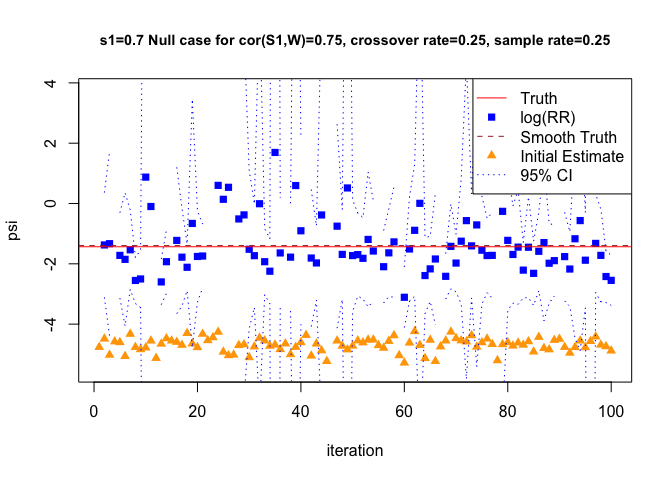 s1=0.7 Null case for cor(S1,W)=0.75, crossover rate=0.25, sample rate=0.25
4
2
0
-2
-4
psi
Truth
log(RR)
Smooth Truth
Initial Estimate
95% CI
0 20 40 60 80 100
iteration